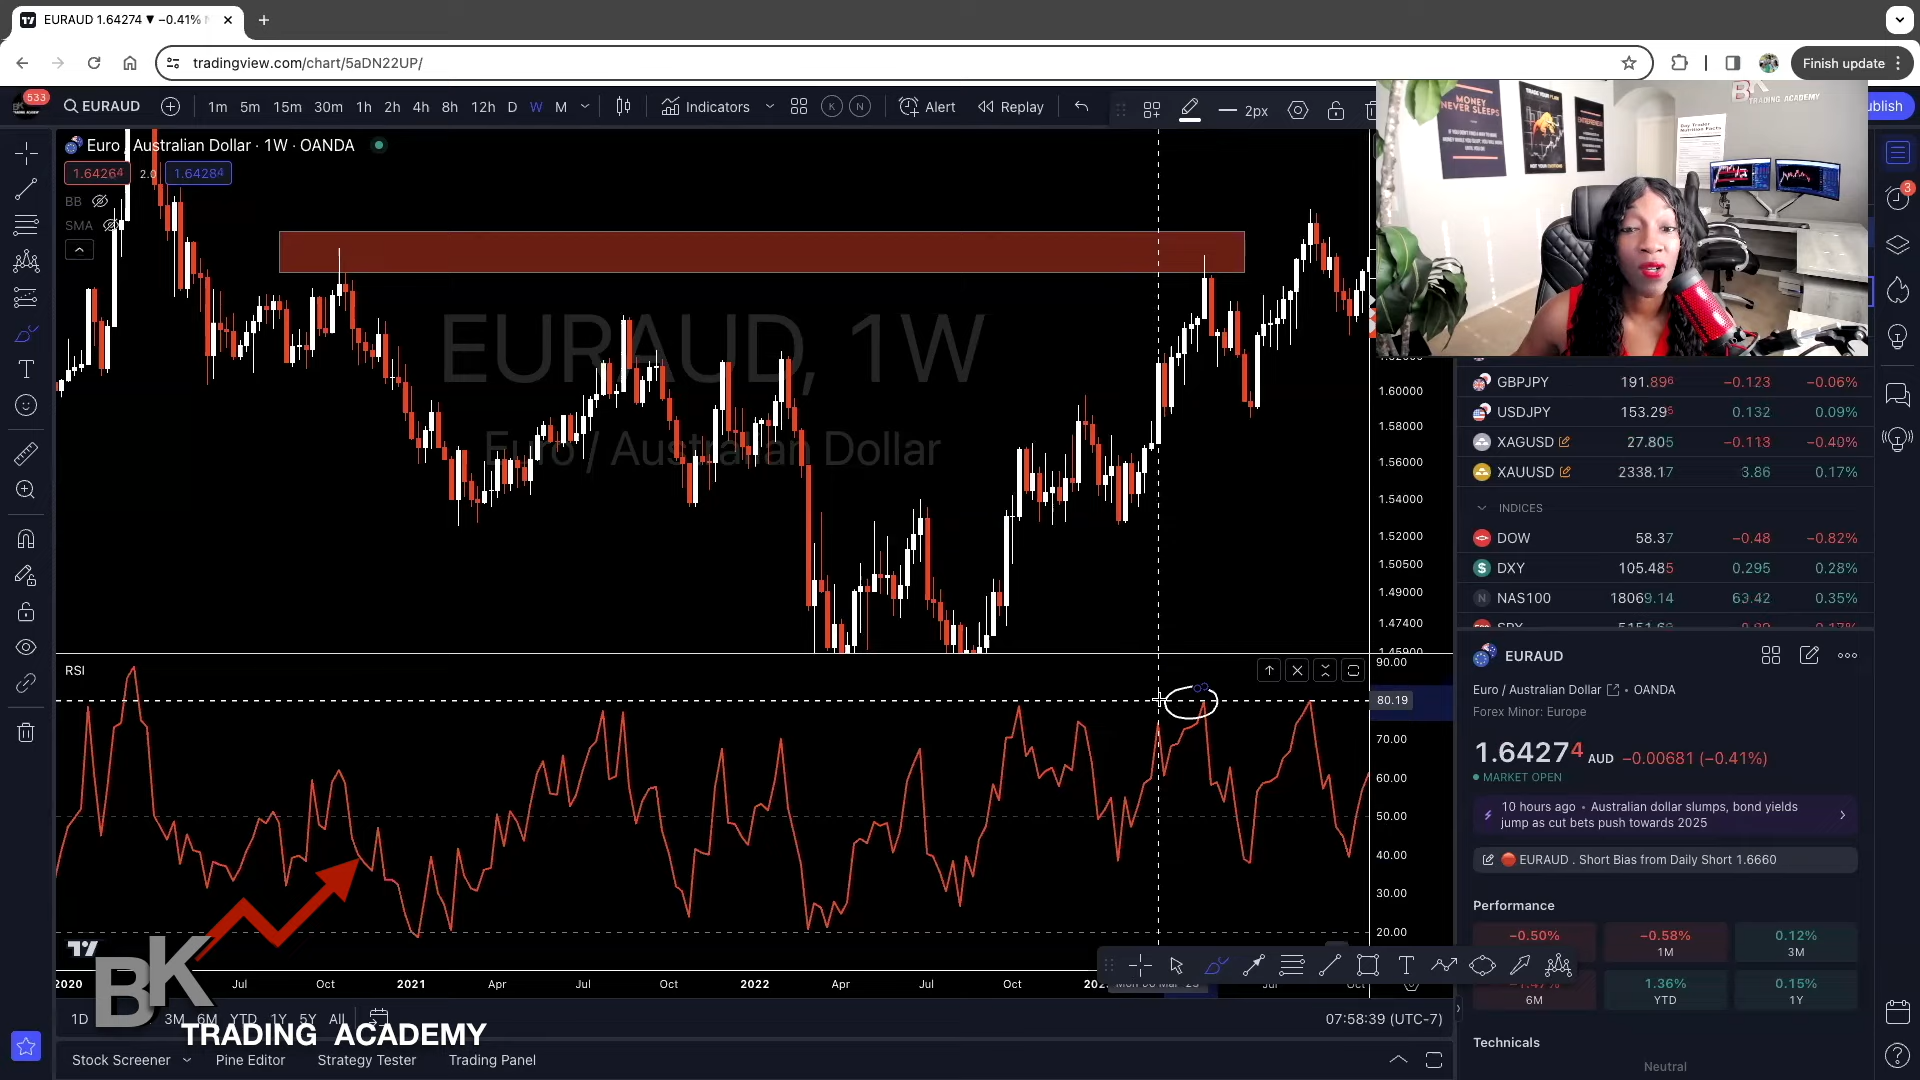 EURAUD 1.64274 ▼ −0.41%
tradingview.com/chart/5aDN22UP/
Finish update
533
EURAUD
1m 5m 15m 30m 1h 2h 4h 8h 12h D W M
Indicators
K N
Alert
Replay
2px
MONEY NEVER SLEEPS
BK TRADING ACADEMY
3
Euro / Australian Dollar · 1W · OANDA
1.64264 2.0 1.64284
BB
SMA
EURAUD, 1W
Euro / Australian Dollar
1.60000
1.58000
1.56000
1.54000
1.52000
1.50500
1.49000
1.47400
1.45900
RSI
90.00
80.19
70.00
60.00
50.00
40.00
30.00
20.00
2020 Jul Oct 2021 Apr Jul Oct 2022 Apr Jul Oct
1D 3M 6M YTD 1Y 5Y All
07:58:39 (UTC-7)
BK
TRADING ACADEMY
Stock Screener Pine Editor Strategy Tester Trading Panel
GBPJPY 191.896 −0.123 −0.06%
USDJPY 153.296 0.132 0.09%
XAGUSD 27.805 −0.113 −0.40%
XAUUSD 2338.17 3.86 0.17%
INDICES
DOW 58.37 −0.48 −0.82%
DXY 105.485 0.295 0.28%
NAS100 18069.14 63.42 0.35%
EURAUD
Euro / Australian Dollar • OANDA
Forex Minor: Europe
1.64274 AUD −0.00681 (−0.41%)
MARKET OPEN
10 hours ago • Australian dollar slumps, bond yields
jump as cut bets push towards 2025
EURAUD . Short Bias from Daily Short 1.6660
Performance
−0.50% −0.58% 0.12%
1M 3M
1.36% 0.15%
6M YTD 1Y
Technicals
Neutral